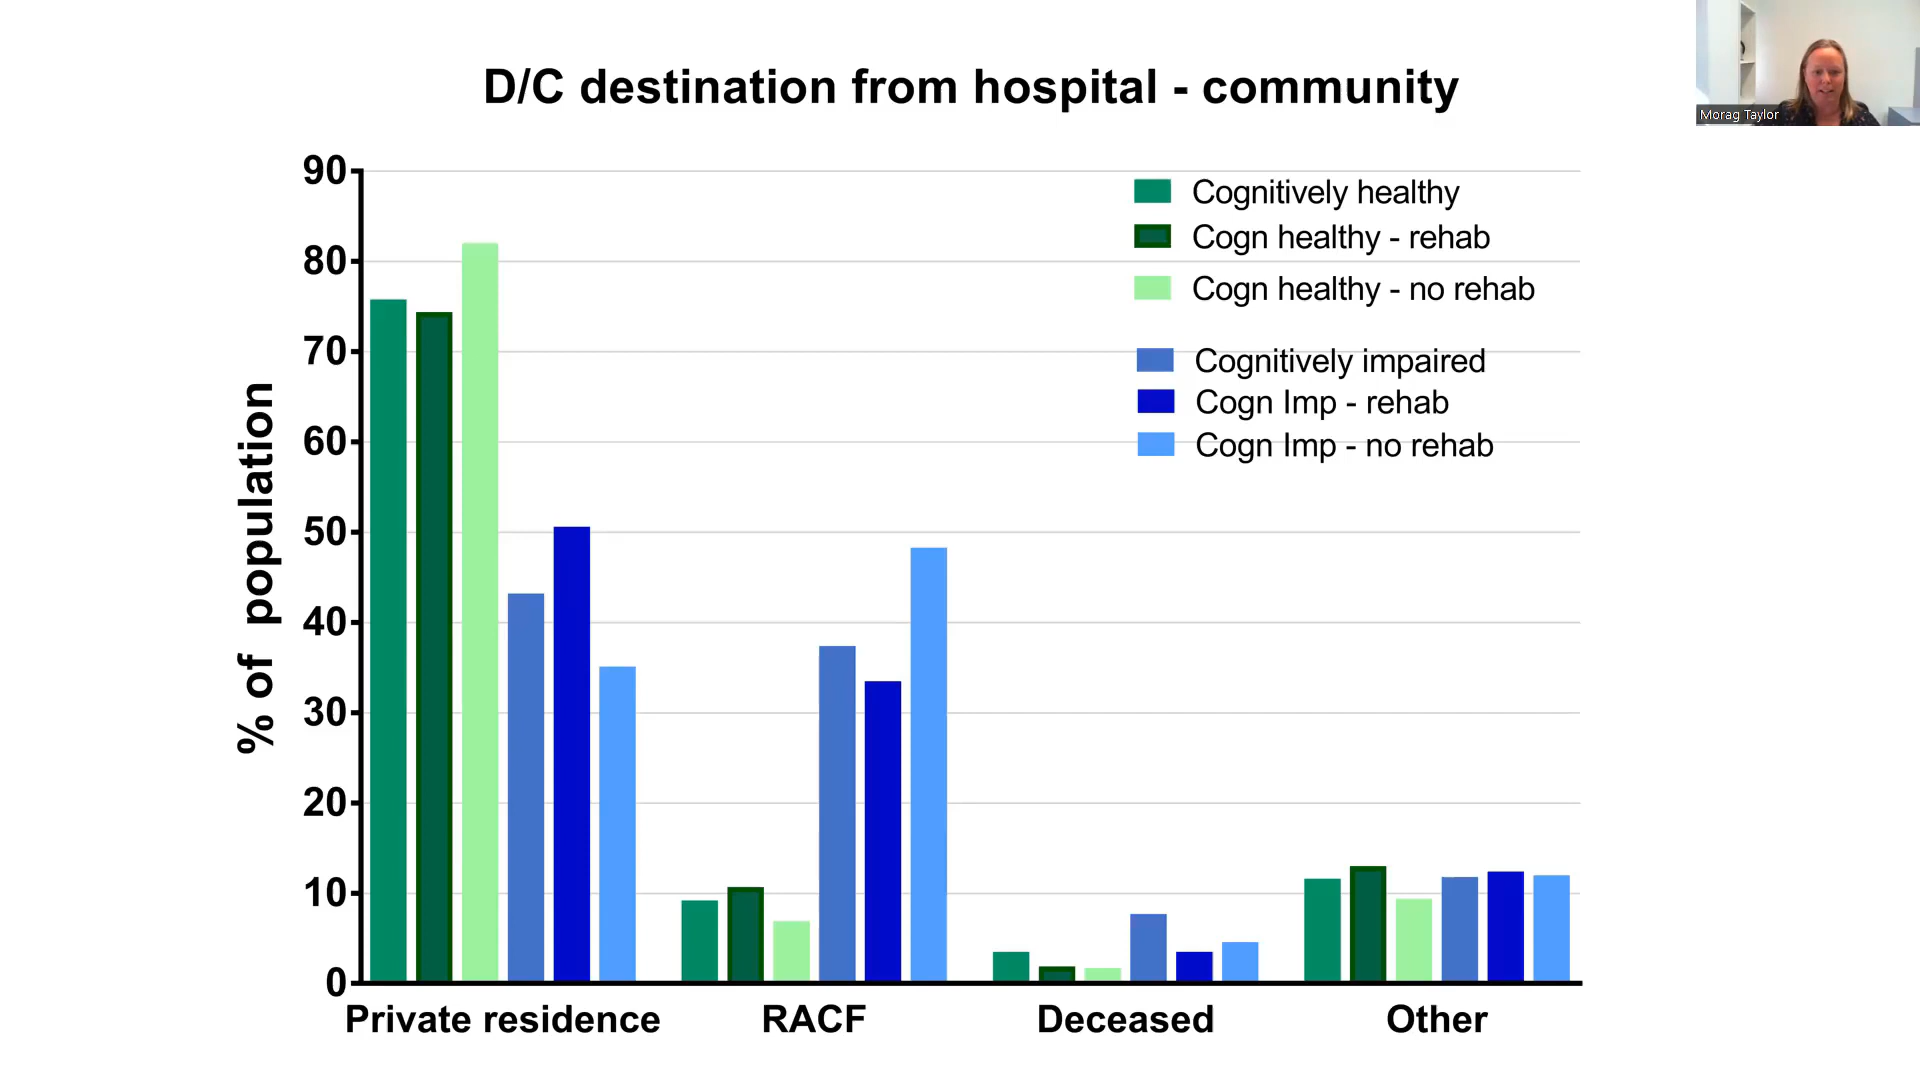 D/C destination from hospital - community
Morag Taylor
90
80
70
60
50
40
30
20
10
0
% of population
Cognitively healthy
Cogn healthy - rehab
Cogn healthy - no rehab
Cognitively impaired
Cogn Imp - rehab
Cogn Imp - no rehab
Private residence
RACF
Deceased
Other